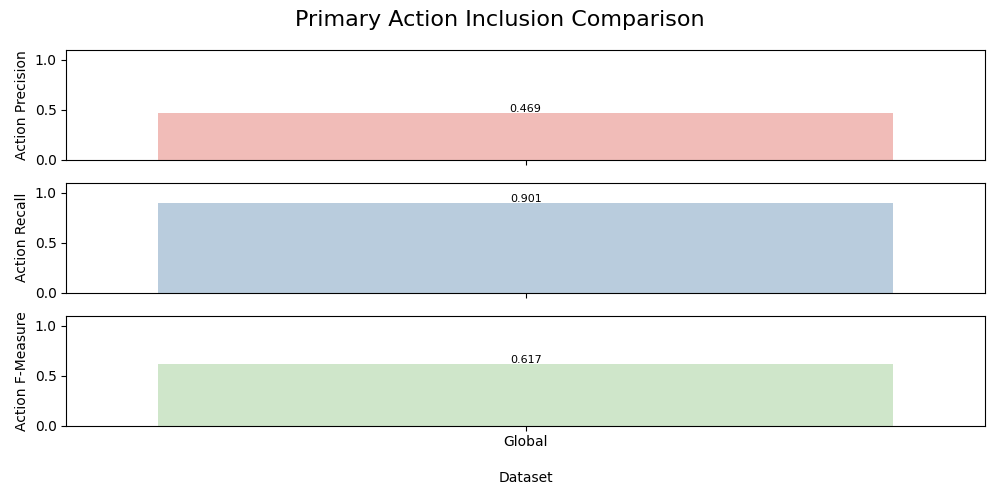 Primary Action Inclusion Comparison
Action Precision
1.0
0.5
0.0
0.469
Action Recall
1.0
0.5
0.0
0.901
Action F-Measure
1.0
0.5
0.0
0.617
Global
Dataset